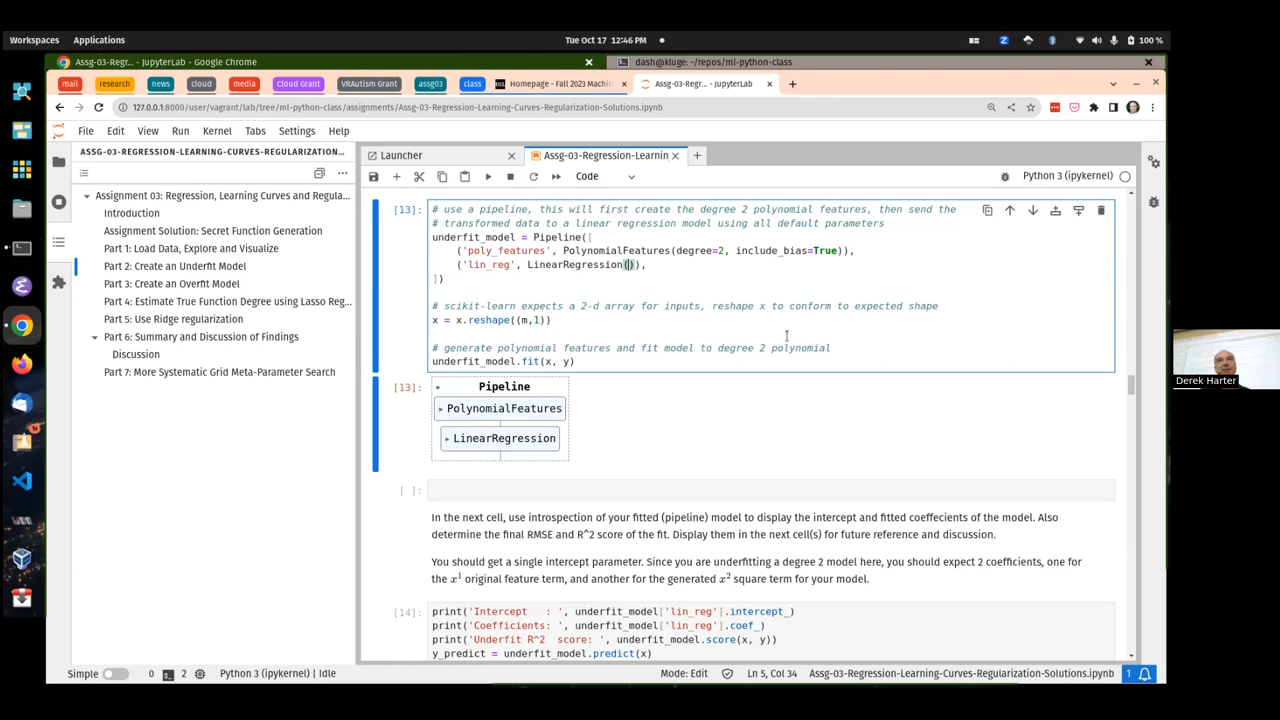 Workspaces Applications Tue Oct 17 12:46 PM 100 %
Assg-03-Regr... - JupyterLab - Google Chrome dash@kluge: ~/repos/ml-python-class
mail research news cloud media Cloud Grant VRAutism Grant assg03 class Homepage - Fall 2023 Machin Assg-03-Regr... - JupyterLab
127.0.0.1:8000/user/vagrant/lab/tree/ml-python-class/assignments/Assg-03-Regression-Learning-Curves-Regularization-Solutions.ipynb
File Edit View Run Kernel Tabs Settings Help
ASSG-03-REGRESSION-LEARNING-CURVES-REGULARIZATION...
Launcher Assg-03-Regression-Learnin
Code Python 3 (ipykernel)
Assignment 03: Regression, Learning Curves and Regula...
Introduction
Assignment Solution: Secret Function Generation
Part 1: Load Data, Explore and Visualize
Part 2: Create an Underfit Model
Part 3: Create an Overfit Model
Part 4: Estimate True Function Degree using Lasso Reg...
Part 5: Use Ridge regularization
Part 6: Summary and Discussion of Findings
Discussion
Part 7: More Systematic Grid Meta-Parameter Search
[13]: # use a pipeline, this will first create the degree 2 polynomial features, then send the
# transformed data to a linear regression model using all default parameters
underfit_model = Pipeline([
('poly_features', PolynomialFeatures(degree=2, include_bias=True)),
('lin_reg', LinearRegression()),
])
# scikit-learn expects a 2-d array for inputs, reshape x to conform to expected shape
x = x.reshape((m,1))
# generate polynomial features and fit model to degree 2 polynomial
underfit_model.fit(x, y)
[13]: Pipeline
PolynomialFeatures
LinearRegression
[ ]:
In the next cell, use introspection of your fitted (pipeline) model to display the intercept and fitted coeffecients of the model. Also
determine the final RMSE and R^2 score of the fit. Display them in the next cell(s) for future reference and discussion.
You should get a single intercept parameter. Since you are underfitting a degree 2 model here, you should expect 2 coefficients, one for
the x¹ original feature term, and another for the generated x² square term for your model.
[14]: print('Intercept   : ', underfit_model['lin_reg'].intercept_)
print('Coefficients: ', underfit_model['lin_reg'].coef_)
print('Underfit R^2  score: ', underfit_model.score(x, y))
y_predict = underfit_model.predict(x)
Simple 0 2 Python 3 (ipykernel) | Idle Mode: Edit Ln 5, Col 34 Assg-03-Regression-Learning-Curves-Regularization-Solutions.ipynb 1
Derek Harter